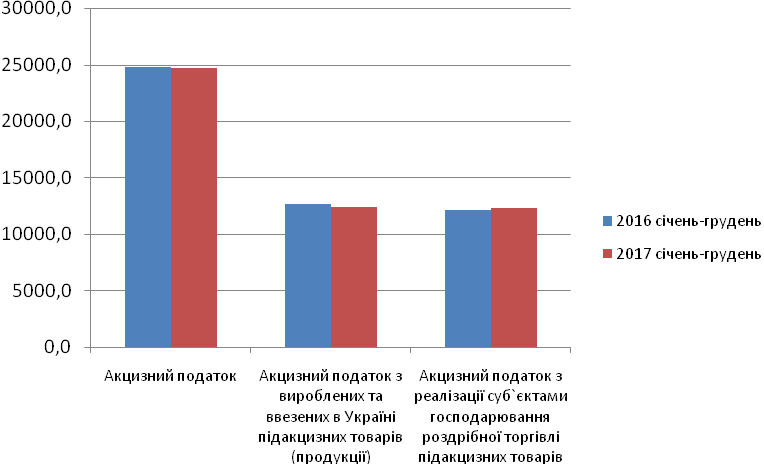 30000,0
25000,0
20000,0
15000,0
10000,0
5000,0
0,0
Акцизний податок
Акцизний податок з
вироблених та
ввезених в Україні
підакцизних товарів
(продукції)
Акцизний податок з
реалізації суб`єктами
господарювання
роздрібної торгівлі
підакцизних товарів
2016 січень-грудень
2017 січень-грудень